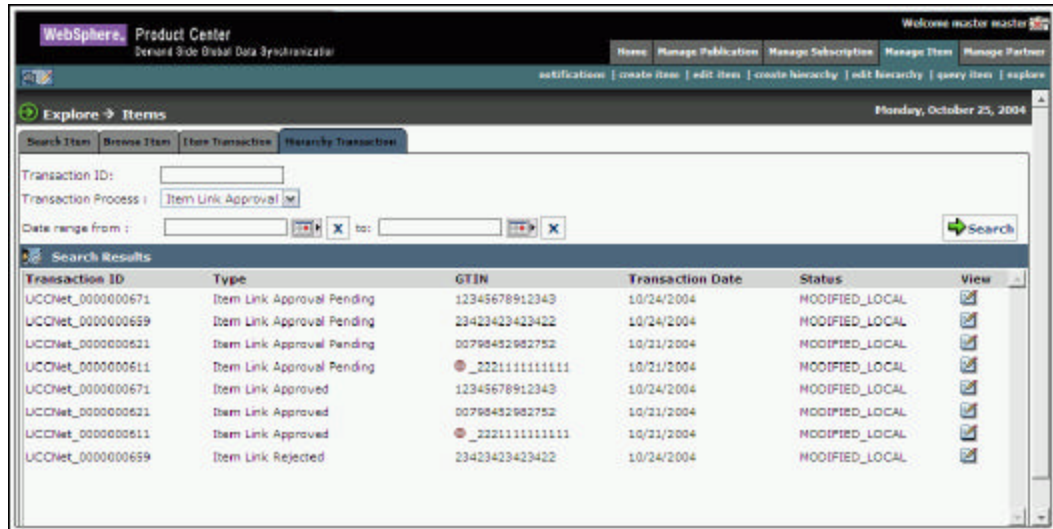 Welcome master master
WebSphere. Product Center
Demand Side Global Data Synchronization
Home Manage Publication Manage Subscription Manage Item Manage Partner
notifications | create item | edit item | create hierarchy | edit hierarchy | query item | explore
Explore → Items Monday, October 25, 2004
Search Item Browse Item Item Transaction Hierarchy Transaction
Transaction ID:
Transaction Process : Item Link Approval
Date range from : X to: X Search
Search Results
Transaction ID Type GTIN Transaction Date Status View
UCCNet_0000000671 Item Link Approval Pending 12345678912343 10/24/2004 MODIFIED_LOCAL
UCCNet_0000000659 Item Link Approval Pending 23423423423422 10/24/2004 MODIFIED_LOCAL
UCCNet_0000000621 Item Link Approval Pending 00798452982752 10/21/2004 MODIFIED_LOCAL
UCCNet_0000000611 Item Link Approval Pending _2221111111111 10/21/2004 MODIFIED_LOCAL
UCCNet_0000000671 Item Link Approved 12345678912343 10/24/2004 MODIFIED_LOCAL
UCCNet_0000000621 Item Link Approved 00798452982752 10/21/2004 MODIFIED_LOCAL
UCCNet_0000000611 Item Link Approved _2221111111111 10/21/2004 MODIFIED_LOCAL
UCCNet_0000000659 Item Link Rejected 23423423423422 10/24/2004 MODIFIED_LOCAL